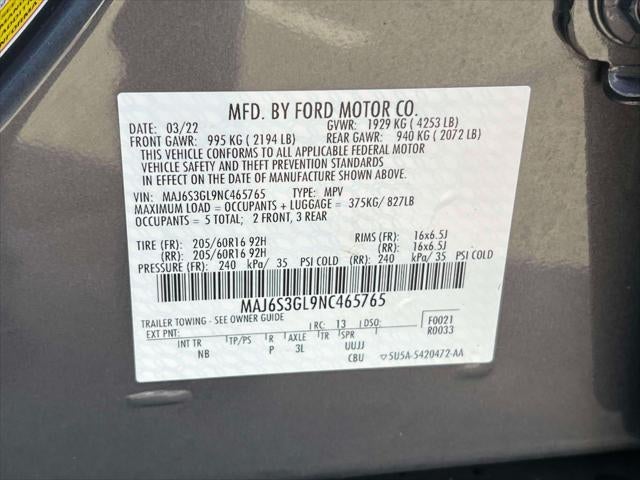 MFD. BY FORD MOTOR CO.
DATE: 03/22 GVWR: 1929 KG ( 4253 LB)
FRONT GAWR: 995 KG ( 2194 LB) REAR GAWR: 940 KG ( 2072 LB)
THIS VEHICLE CONFORMS TO ALL APPLICABLE FEDERAL MOTOR
VEHICLE SAFETY AND THEFT PREVENTION STANDARDS
IN EFFECT ON THE DATE OF MANUFACTURE SHOWN ABOVE.
VIN: MAJ6S3GL9NC465765 TYPE: MPV
MAXIMUM LOAD = OCCUPANTS + LUGGAGE = 375KG/ 827LB
OCCUPANTS = 5 TOTAL; 2 FRONT, 3 REAR
TIRE (FR): 205/60R16 92H RIMS (FR): 16x6.5J
(RR): 205/60R16 92H (RR): 16x6.5J
PRESSURE (FR): 240 kPa/ 35 PSI COLD (RR): 240 kPa/ 35 PSI COLD
MAJ6S3GL9NC465765
TRAILER TOWING - SEE OWNER GUIDE
EXT PNT: RC: 13 DSO: F0021
R0033
INT TR TP/PS R AXLE TR SPR UUJJ
NB P 3L CBU ▽5U5A-5420472-AA